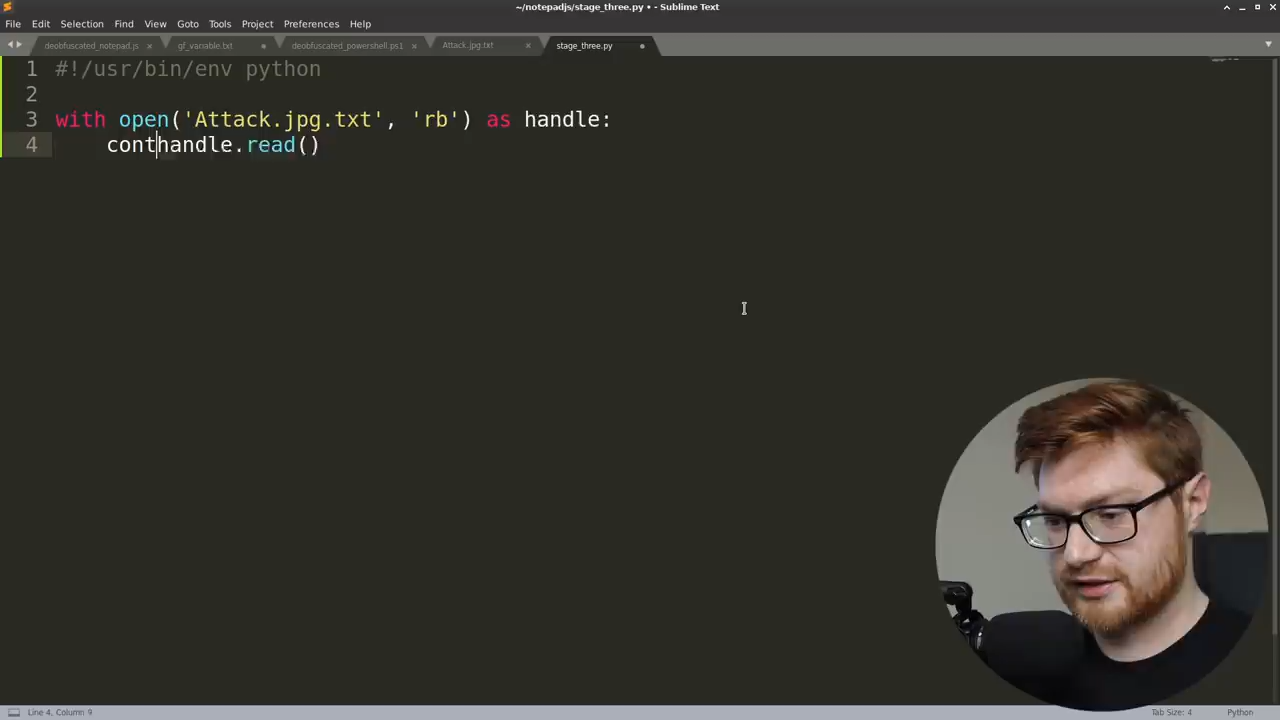 ~/notepadjs/stage_three.py • - Sublime Text
File Edit Selection Find View Goto Tools Project Preferences Help
deobfuscated_notepad.js gf_variable.txt deobfuscated_powershell.ps1 Attack.jpg.txt stage_three.py
1 #!/usr/bin/env python
2
3 with open('Attack.jpg.txt', 'rb') as handle:
4 conthandle.read()
Line 4, Column 9 Tab Size: 4 Python